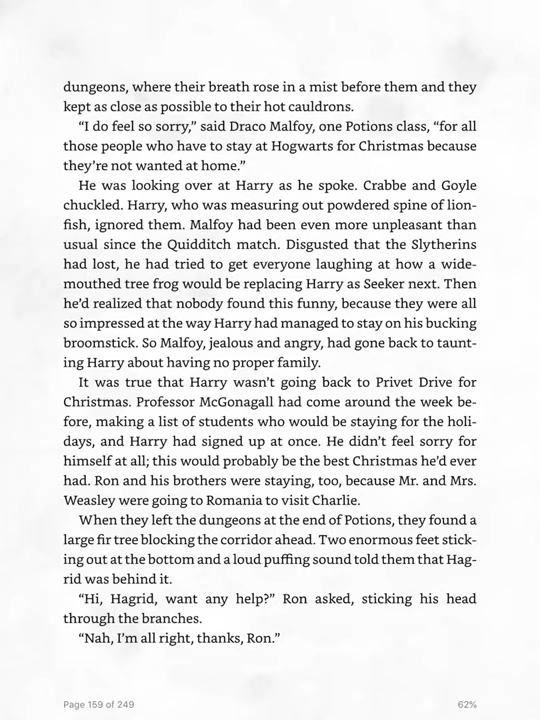 dungeons, where their breath rose in a mist before them and they
kept as close as possible to their hot cauldrons.
“I do feel so sorry,” said Draco Malfoy, one Potions class, “for all
those people who have to stay at Hogwarts for Christmas because
they’re not wanted at home.”
He was looking over at Harry as he spoke. Crabbe and Goyle
chuckled. Harry, who was measuring out powdered spine of lion-
fish, ignored them. Malfoy had been even more unpleasant than
usual since the Quidditch match. Disgusted that the Slytherins
had lost, he had tried to get everyone laughing at how a wide-
mouthed tree frog would be replacing Harry as Seeker next. Then
he’d realized that nobody found this funny, because they were all
so impressed at the way Harry had managed to stay on his bucking
broomstick. So Malfoy, jealous and angry, had gone back to taunt-
ing Harry about having no proper family.
It was true that Harry wasn’t going back to Privet Drive for
Christmas. Professor McGonagall had come around the week be-
fore, making a list of students who would be staying for the holi-
days, and Harry had signed up at once. He didn’t feel sorry for
himself at all; this would probably be the best Christmas he’d ever
had. Ron and his brothers were staying, too, because Mr. and Mrs.
Weasley were going to Romania to visit Charlie.
When they left the dungeons at the end of Potions, they found a
large fir tree blocking the corridor ahead. Two enormous feet stick-
ing out at the bottom and a loud puffing sound told them that Hag-
rid was behind it.
“Hi, Hagrid, want any help?” Ron asked, sticking his head
through the branches.
“Nah, I’m all right, thanks, Ron.”
Page 159 of 249
62%